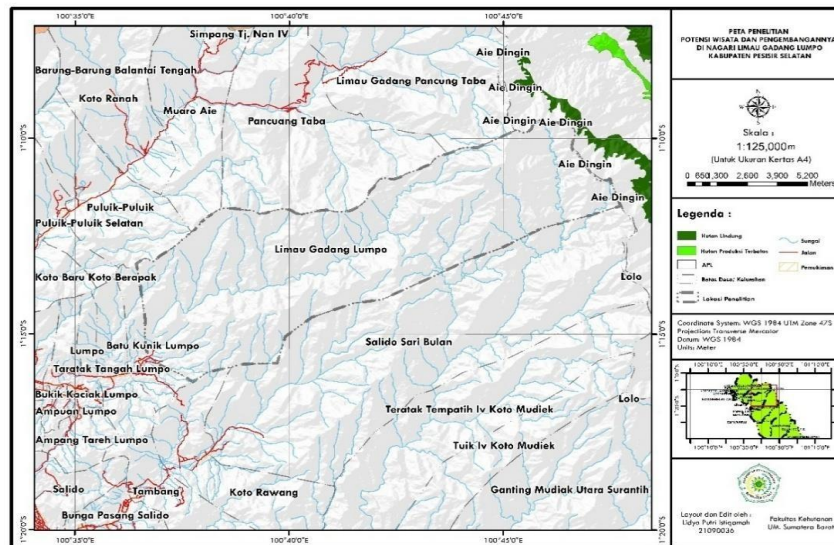 100°35'0"E
100°40'0"E
100°45'0"E
Simpang Tj. Nan IV
Barung-Barung Balantai Tengah
Koto Ranah
Muaro Aie
Limau Gadang Pancung Taba
Pancuang Taba
Aie Dingin
Aie Dingin
Aie Dingin
Aie Dingin
Aie Dingin
Aie Dingin
1°10'0"S
1°10'0"S
Puluik-Puluik
Puluik-Puluik Selatan
Limau Gadang Lumpo
Koto Baru Koto Berapak
Lolo
1°15'0"S
1°15'0"S
Batu Kunik Lumpo
Lumpo
Taratak Tangah Lumpo
Salido Sari Bulan
Bukik Kaciak Lumpo
Ampuan Lumpo
Teratak Tempatih Iv Koto Mudiek
Lolo
Ampang Tareh Lumpo
Tuik Iv Koto Mudiek
Salido
Tambang
Koto Rawang
Ganting Mudiak Utara Surantih
Bunga Pasang Salido
1°20'0"S
1°20'0"S
100°35'0"E
100°40'0"E
100°45'0"E
PETA PENELITIAN
POTENSI WISATA DAN PENGEMBANGANNYA
DI NAGARI LIMAU GADANG LUMPO
KABUPATEN PESISIR SELATAN
Skala :
1:125,000m
(Untuk Ukuran Kertas A4)
0 650 1,300 2,600 3,900 5,200
Meters
Legenda :
Hutan Lindung
Hutan Produksi Terbatas
APL
Batas Desa/ Kelurahan
Lokasi Penelitian
Sungai
Jalan
Pemukiman
Coordinate System: WGS 1984 UTM Zone 47S
Projection: Transverse Mercator
Datum: WGS 1984
Units: Meter
Layout dan Edit oleh :
Lidya Putri Istiqamah
21090036
Fakultas Kehutanan
UM. Sumatera Barat